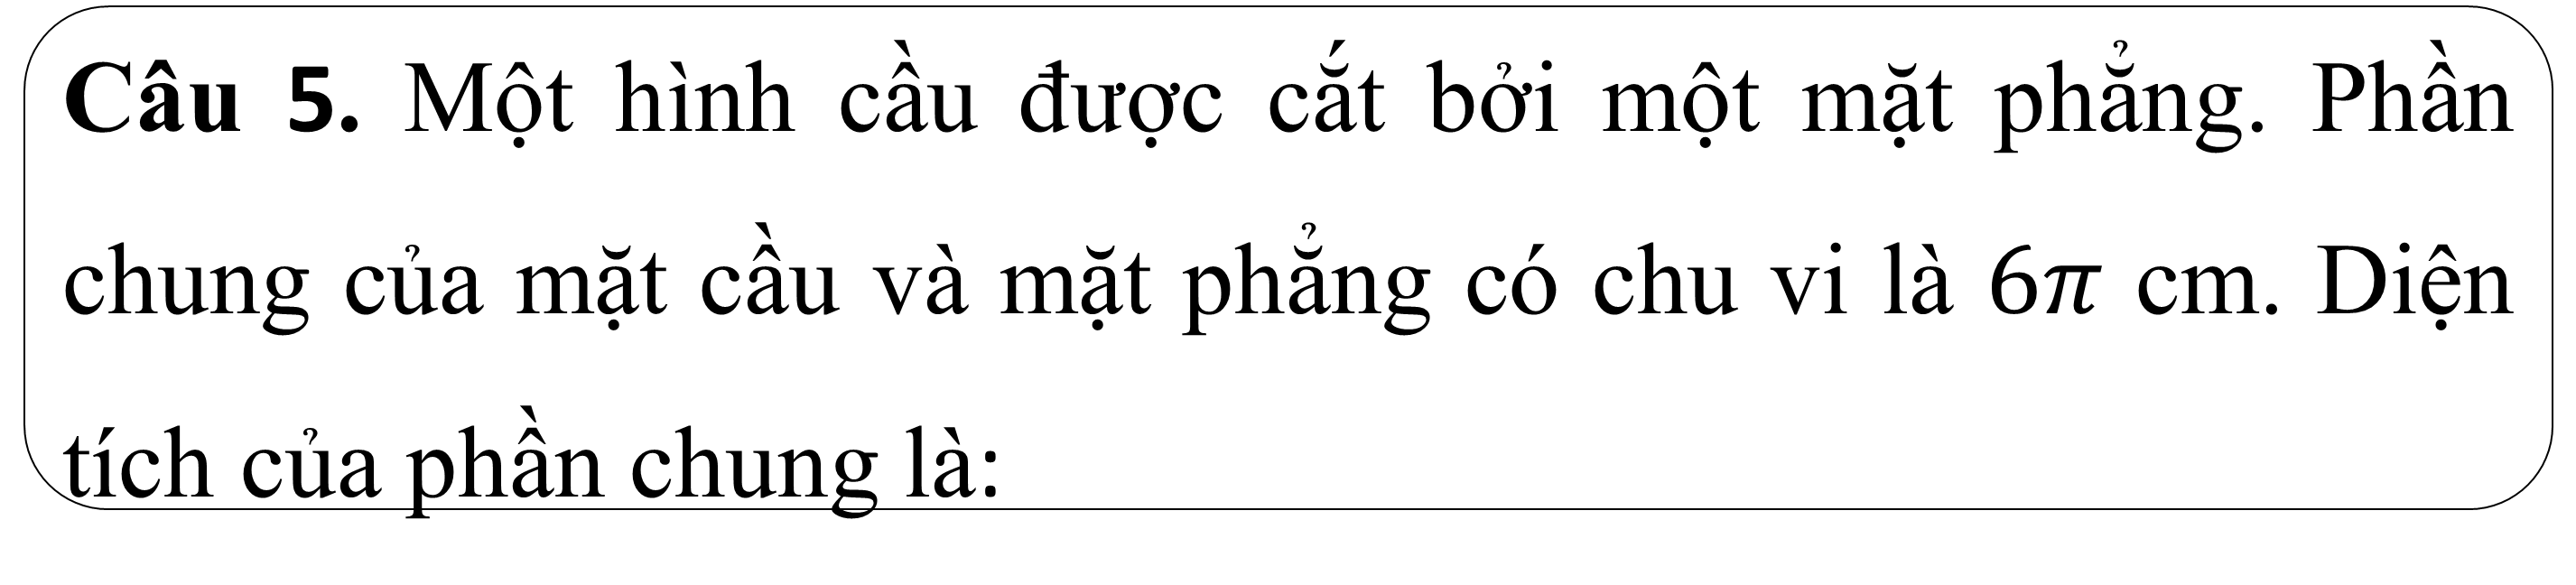 Câu 5. Một hình cầu được cắt bởi một mặt phẳng. Phần
chung của mặt cầu và mặt phẳng có chu vi là 6π cm. Diện
tích của phần chung là: